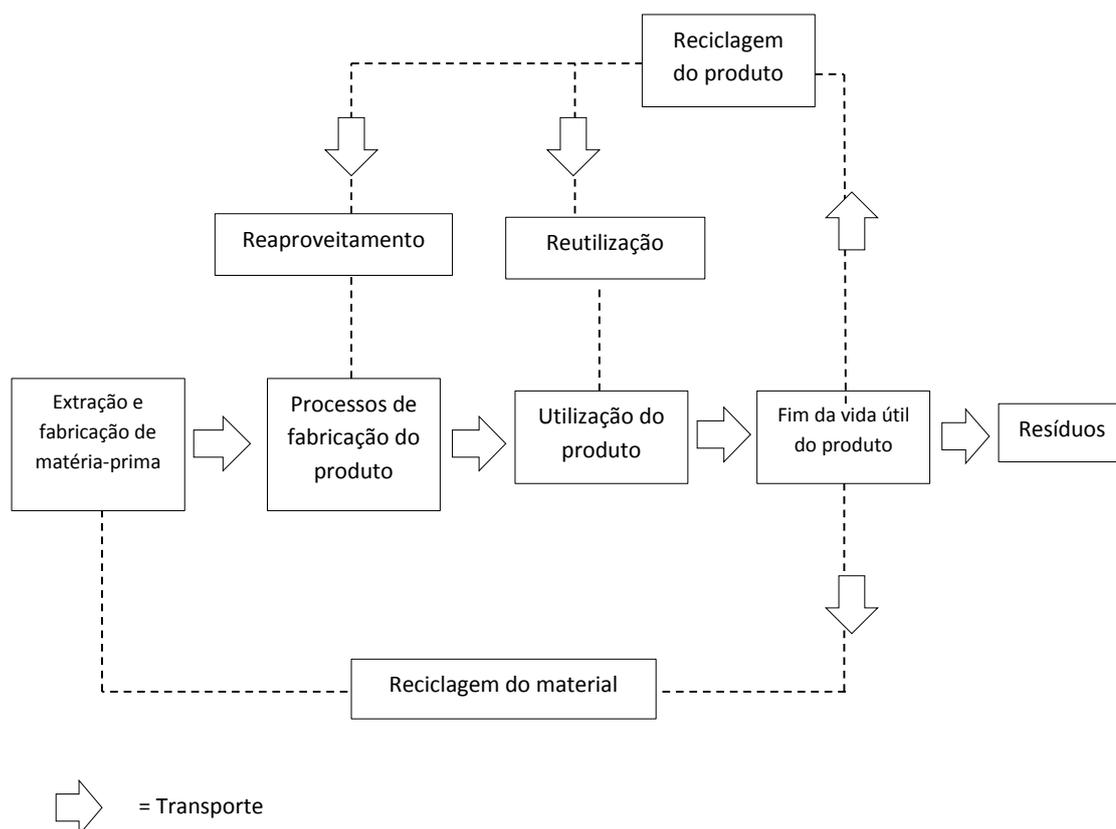 Reciclagem
do produto
Reaproveitamento
Reutilização
Extração e
fabricação de
matéria-prima
Processos de
fabricação do
produto
Utilização do
produto
Fim da vida útil
do produto
Resíduos
Reciclagem do material
= Transporte